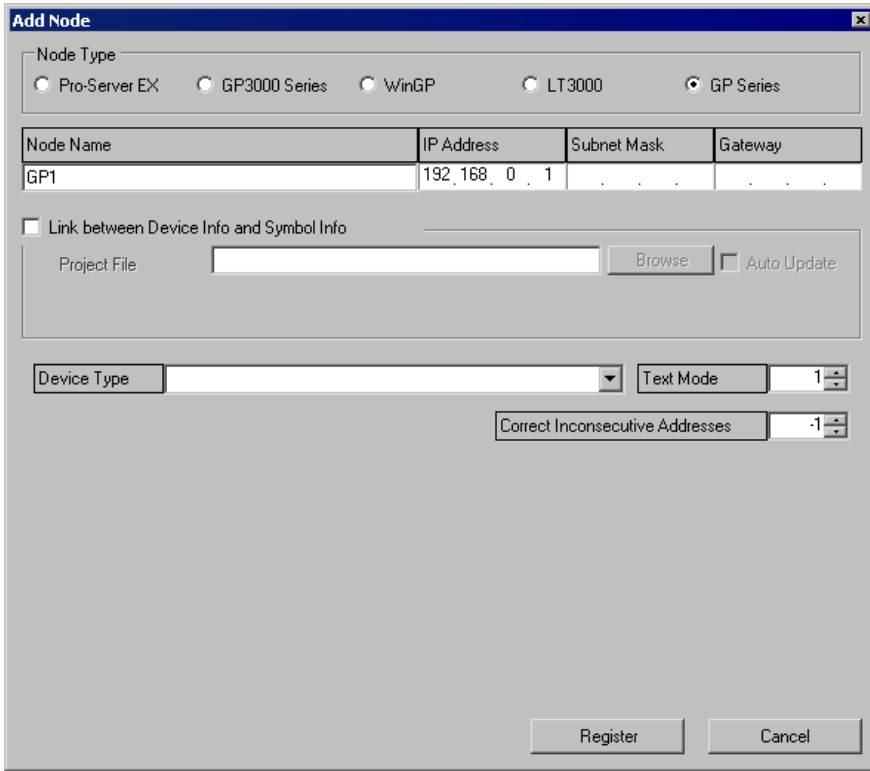 Add Node
Node Type
Pro-Server EX GP3000 Series WinGP LT3000 GP Series
Node Name IP Address Subnet Mask Gateway
GP1 192.168.0.1 . . . . . .
Link between Device Info and Symbol Info
Project File Browse Auto Update
Device Type Text Mode 1
Correct Inconsecutive Addresses -1
Register Cancel